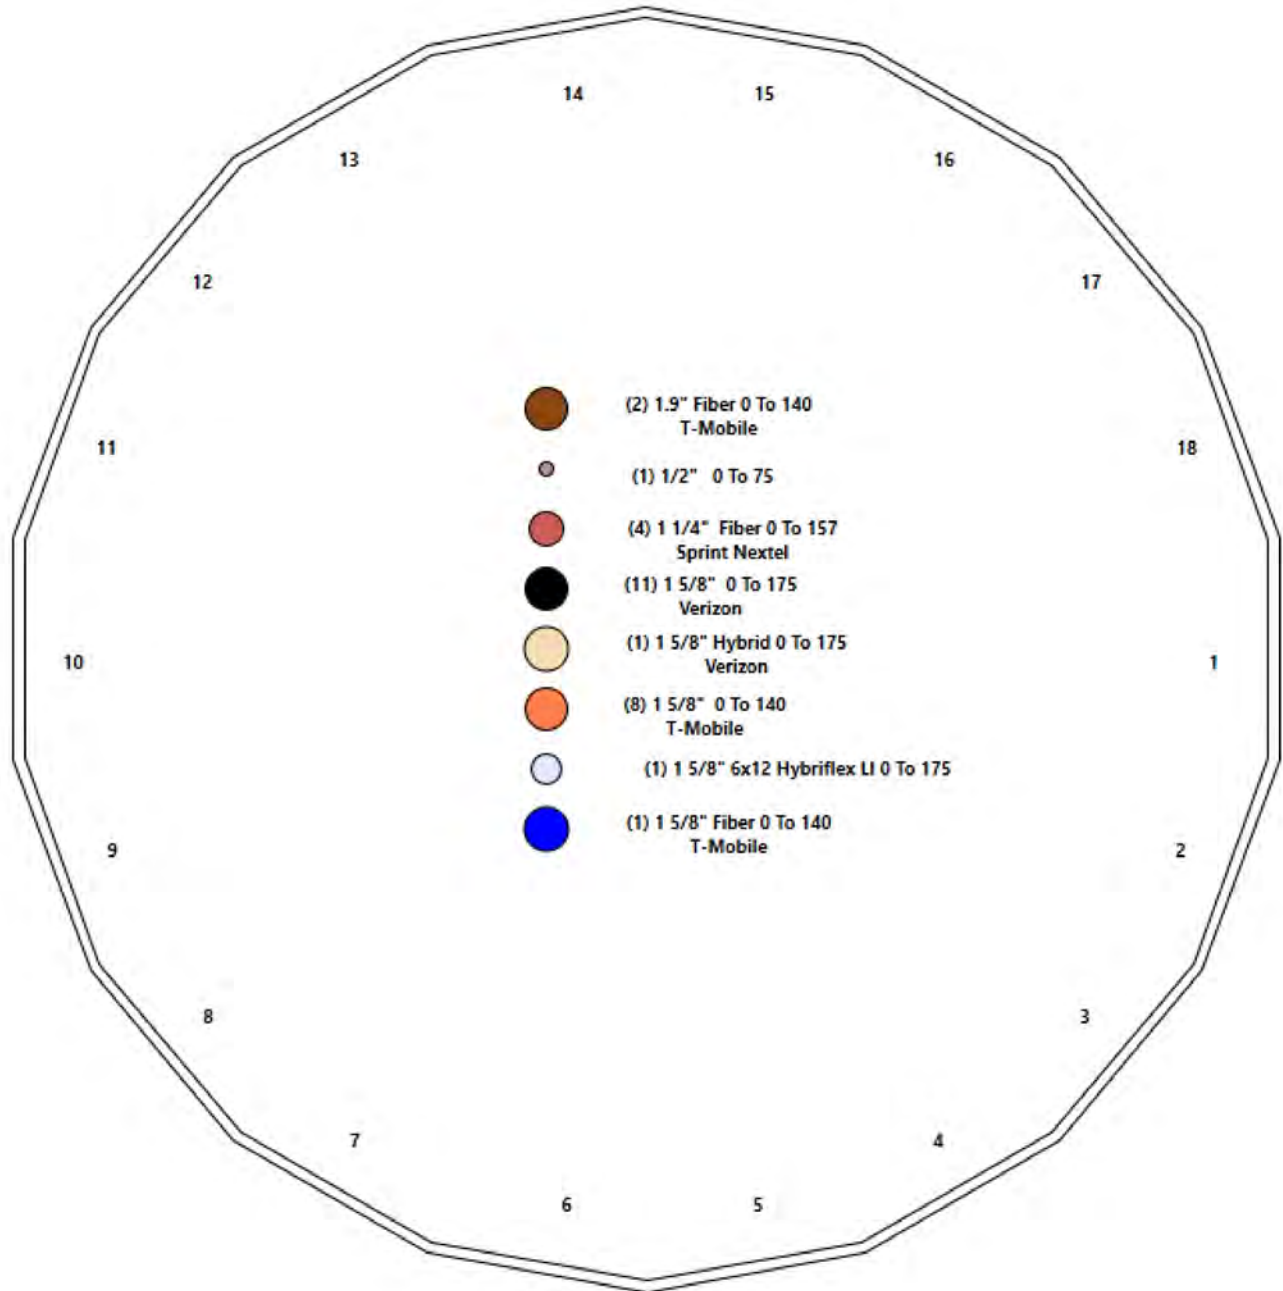 14
15
13
16
12
17
(2) 1.9" Fiber 0 To 140
T-Mobile
11
18
(1) 1/2" 0 To 75
(4) 1 1/4" Fiber 0 To 157
Sprint Nextel
(11) 1 5/8" 0 To 175
Verizon
(1) 1 5/8" Hybrid 0 To 175
Verizon
10
1
(8) 1 5/8" 0 To 140
T-Mobile
(1) 1 5/8" 6x12 Hybriflex LI 0 To 175
(1) 1 5/8" Fiber 0 To 140
T-Mobile
9
2
8
3
7
4
6
5